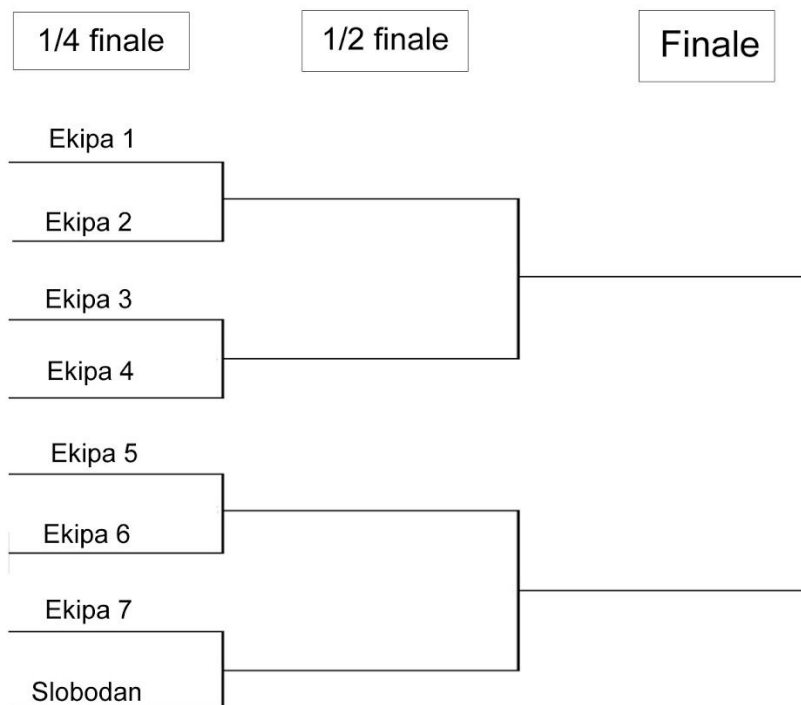 1/4 finale
1/2 finale
Finale
Ekipa 1
Ekipa 2
Ekipa 3
Ekipa 4
Ekipa 5
Ekipa 6
Ekipa 7
Slobodan